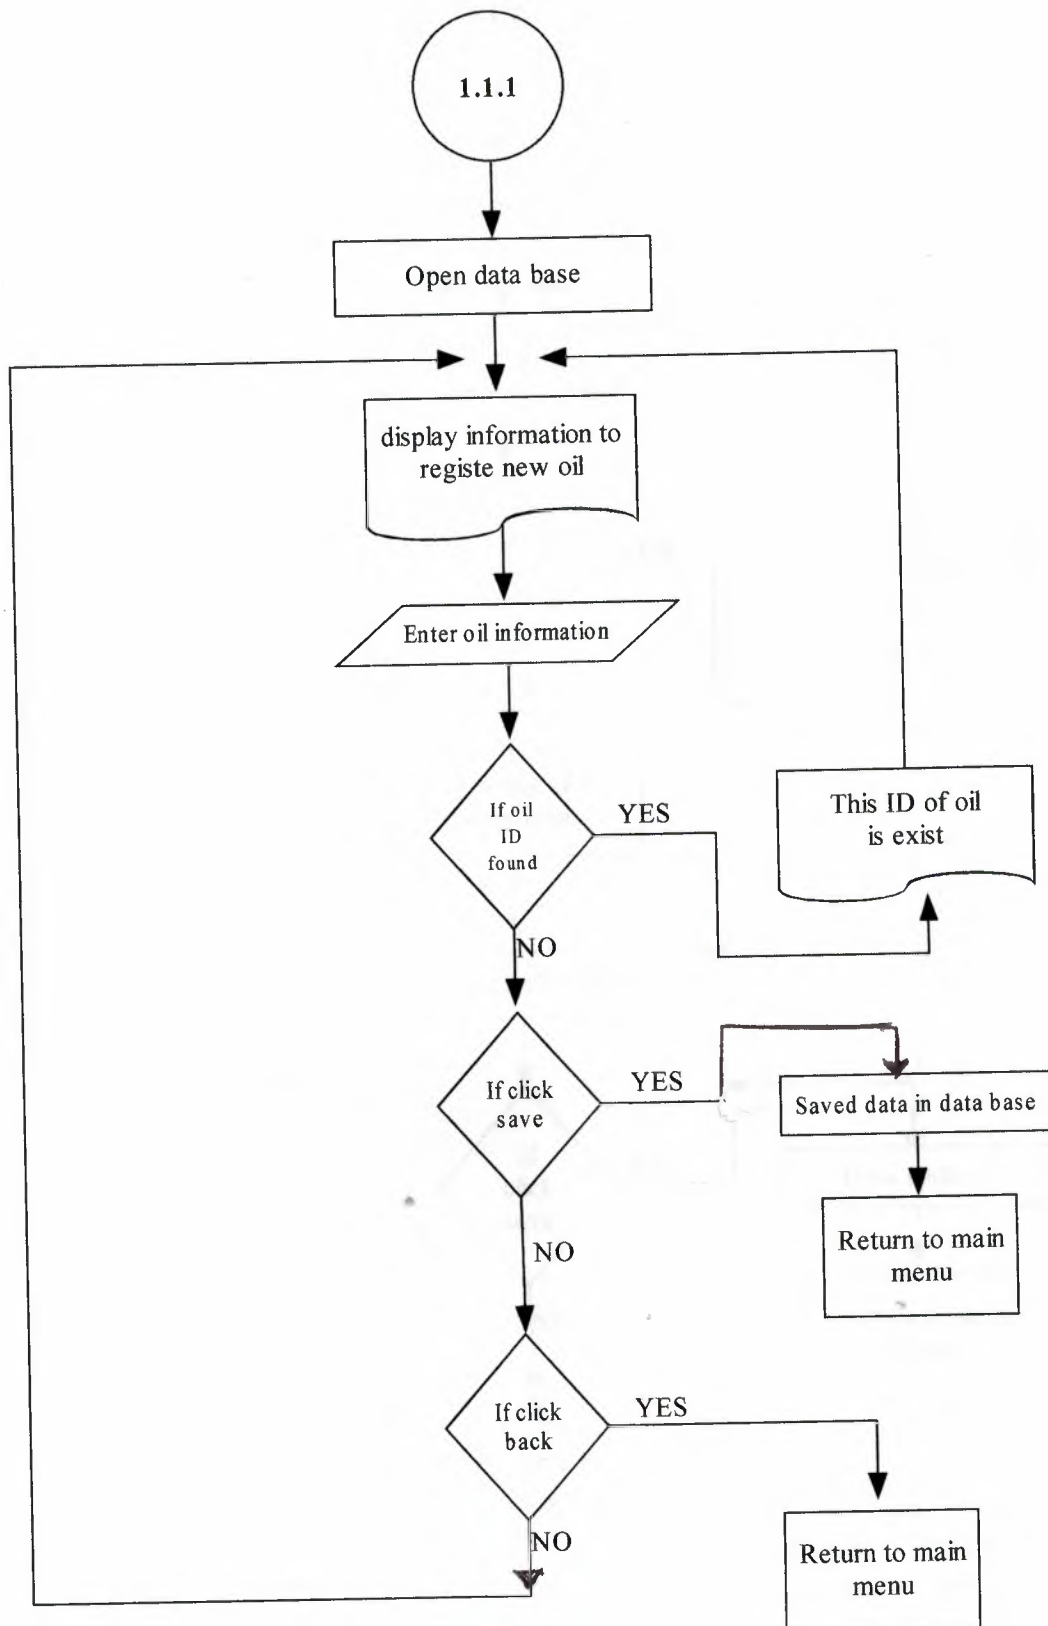 1.1.1
Open data base
display information to
registe new oil
Enter oil information
If oil
ID
found
YES
This ID of oil
is exist
NO
If click
save
YES
Saved data in data base
Return to main
menu
NO
If click
back
YES
NO
Return to main
menu